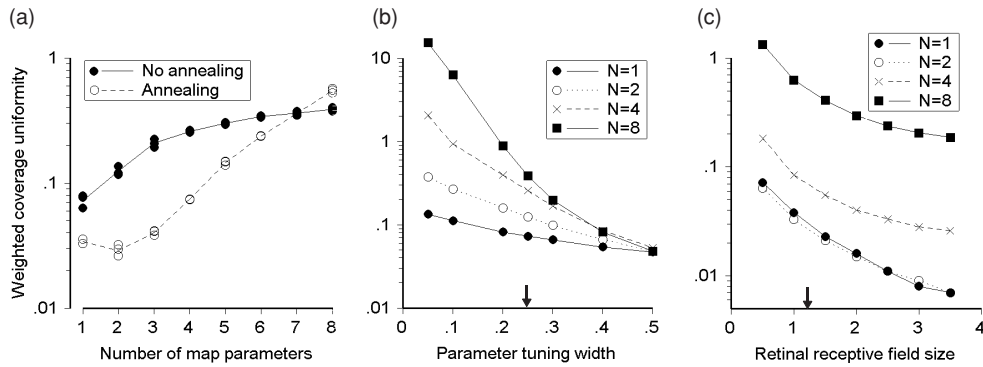 (a)
Weighted coverage uniformity
1
.1
.01
No annealing
Annealing
1 2 3 4 5 6 7 8
Number of map parameters
(b)
10
1
.1
.01
N=1
N=2
N=4
N=8
0 .1 .2 .3 .4 .5
Parameter tuning width
(c)
1
.1
.01
N=1
N=2
N=4
N=8
0 1 2 3 4
Retinal receptive field size